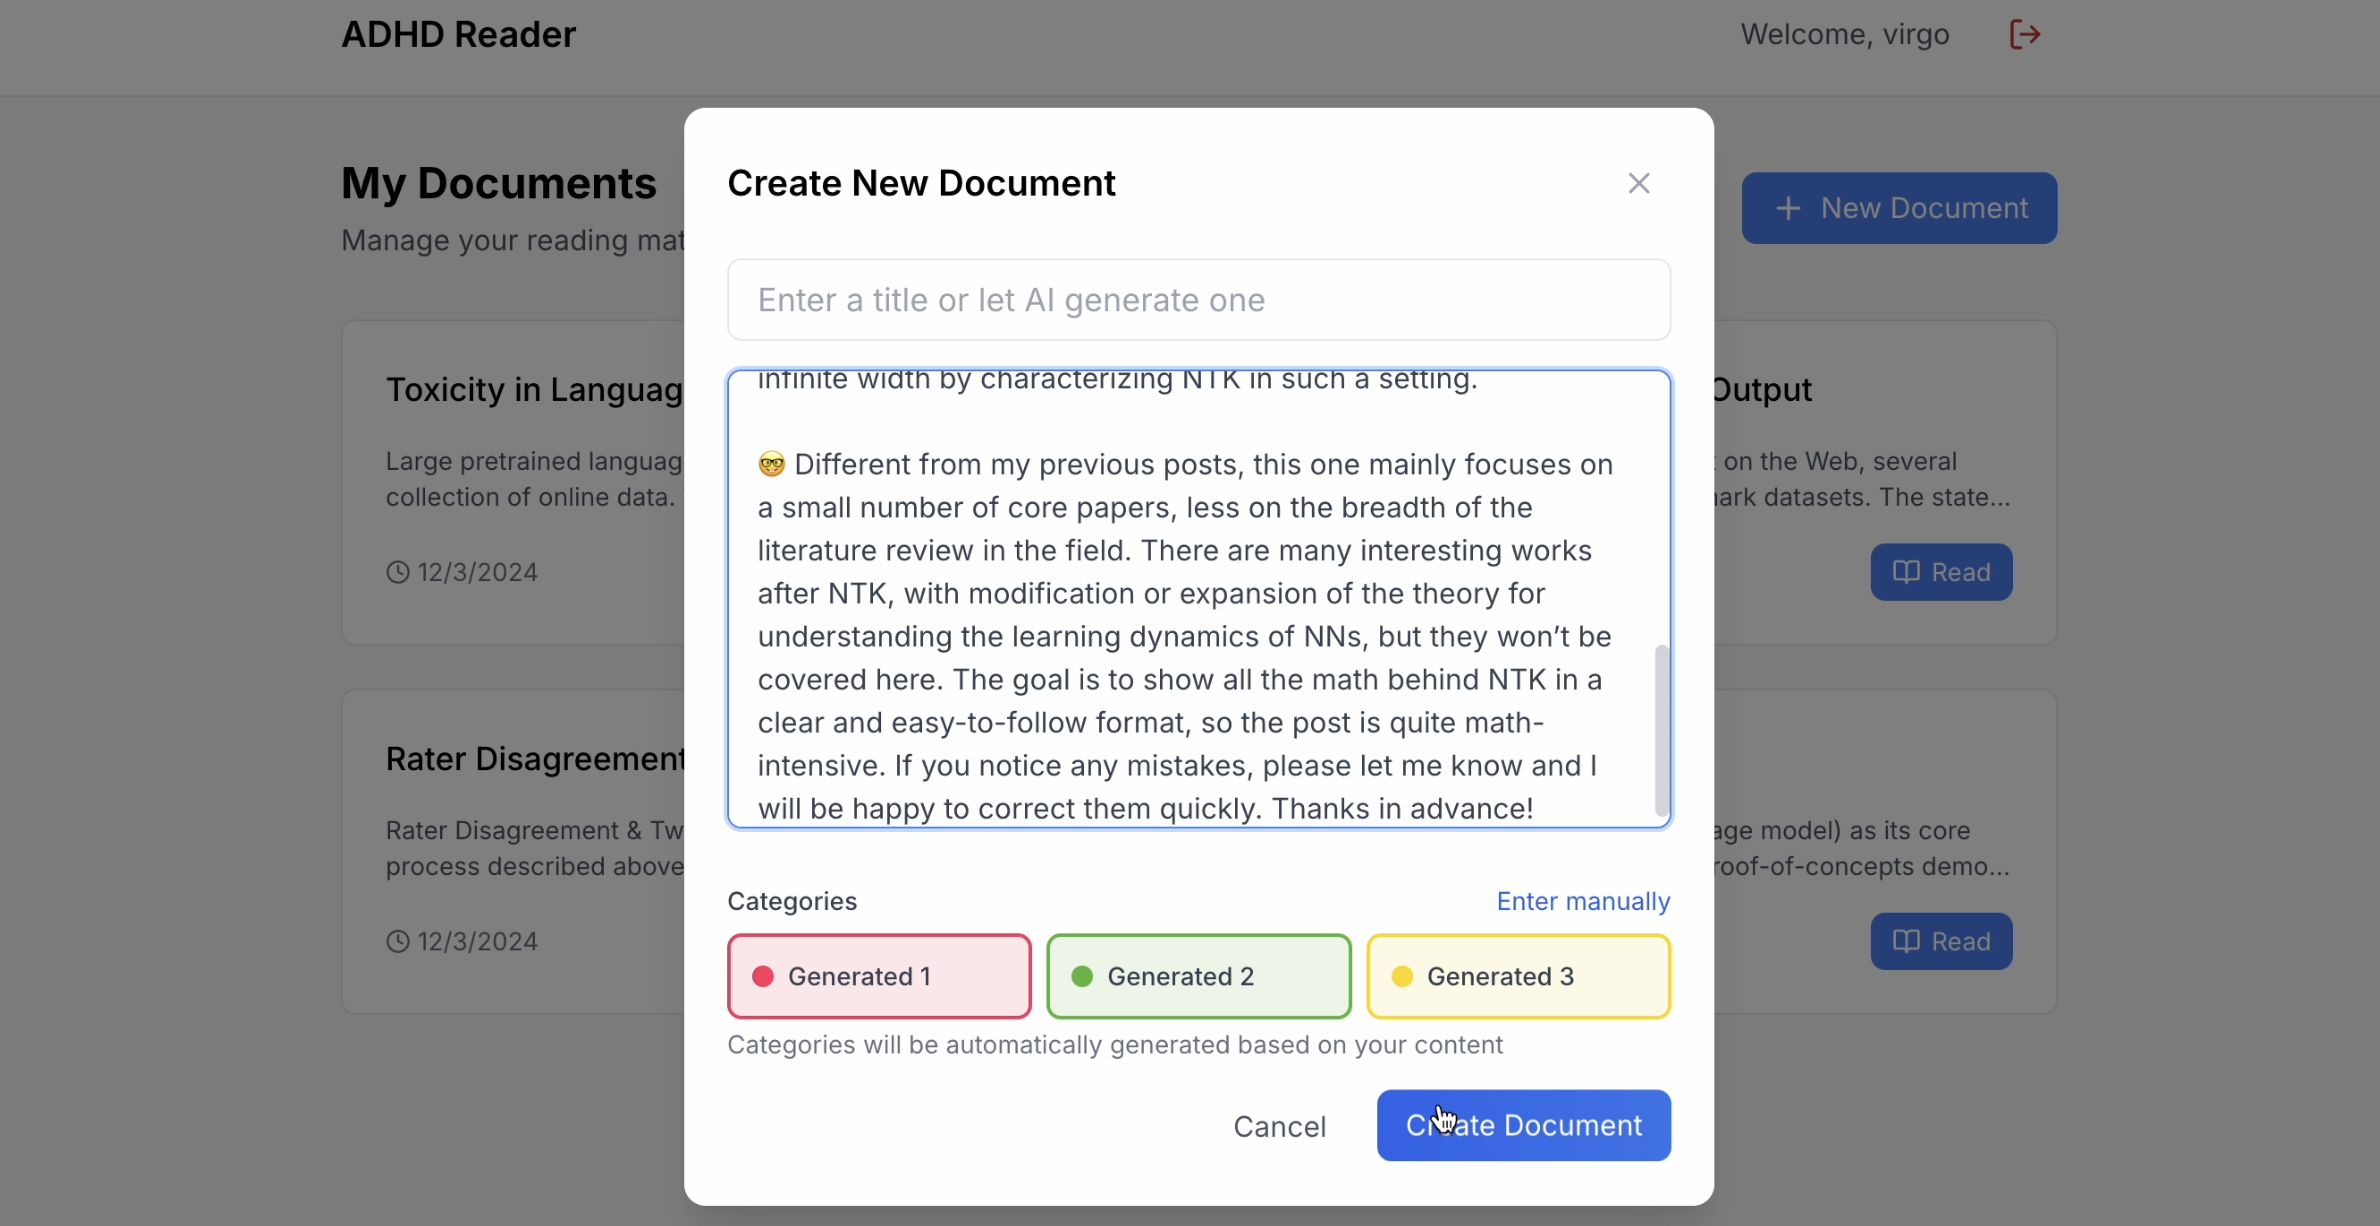 ADHD Reader
Welcome, virgo
My Documents
Manage your reading mat
New Document
Toxicity in Languag
Large pretrained languag
collection of online data.
12/3/2024
Output
on the Web, several
ark datasets. The state...
Read
Rater Disagreement
Rater Disagreement & Tw
process described above
12/3/2024
age model) as its core
roof-of-concepts demo...
Read
Create New Document
Enter a title or let AI generate one
infinite width by characterizing NTK in such a setting.
🤓 Different from my previous posts, this one mainly focuses on
a small number of core papers, less on the breadth of the
literature review in the field. There are many interesting works
after NTK, with modification or expansion of the theory for
understanding the learning dynamics of NNs, but they won’t be
covered here. The goal is to show all the math behind NTK in a
clear and easy-to-follow format, so the post is quite math-
intensive. If you notice any mistakes, please let me know and I
will be happy to correct them quickly. Thanks in advance!
Categories
Enter manually
Generated 1
Generated 2
Generated 3
Categories will be automatically generated based on your content
Cancel
Create Document